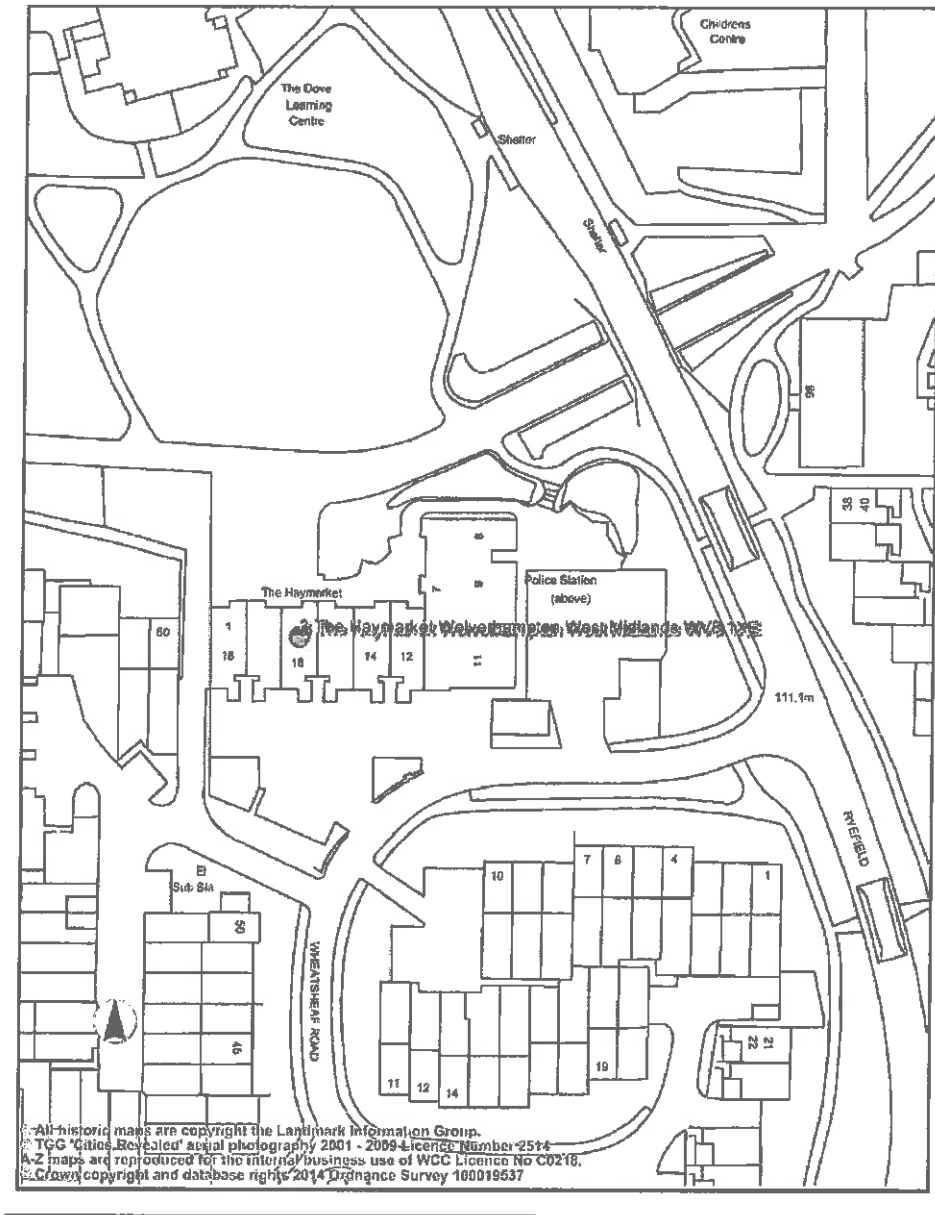 Childrens
Centre
The Dove
Learning
Centre
Shelter
Shelter
96
38
40
9
8
7
Police Station
(above)
The Haymarket
60
1
The Haymarket Wolverhampton West Midlands
15
16
14
12
11
111.1m
RYEFIELD
El
Sub Sta
50
46
WHEATSHEAF ROAD
10
7
6
4
1
11
12
14
19
22
21
All historic maps are copyright the Landmark Information Group.
TGG 'Cities Revealed' aerial photography 2001 - 2009 Licence Number 2514
A-Z maps are reproduced for the internal business use of WCC Licence No C0218.
Crown copyright and database rights 2014 Ordnance Survey 100019537